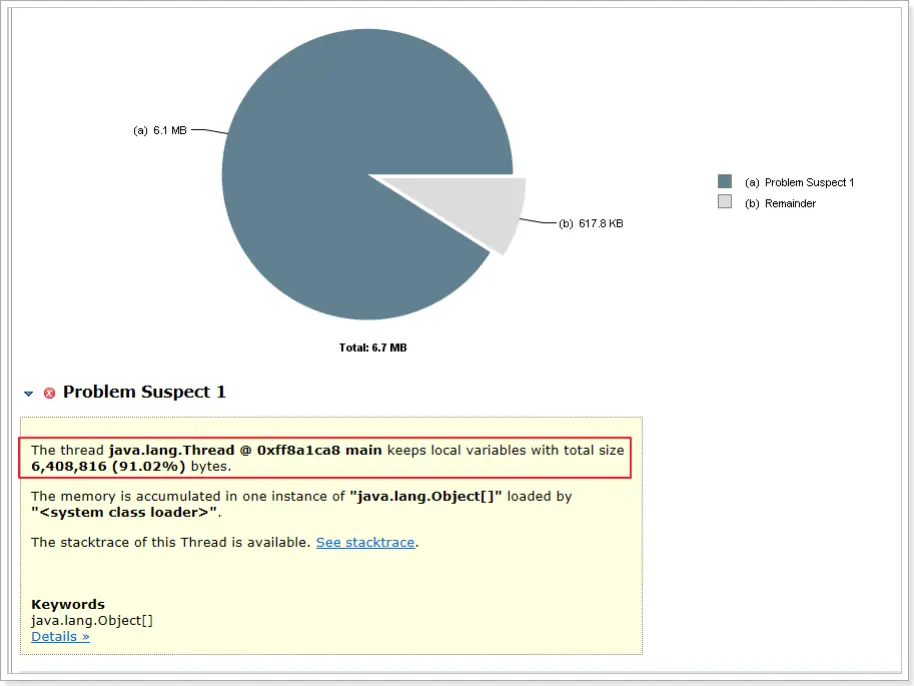 (a) 6.1 MB
(a) Problem Suspect 1
(b) Remainder
(b) 617.8 KB
Total: 6.7 MB
Problem Suspect 1
The thread java.lang.Thread @ 0xff8a1ca8 main keeps local variables with total size
6,408,816 (91.02%) bytes.
The memory is accumulated in one instance of "java.lang.Object[]" loaded by
"<system class loader>".
The stacktrace of this Thread is available. See stacktrace.
Keywords
java.lang.Object[]
Details »